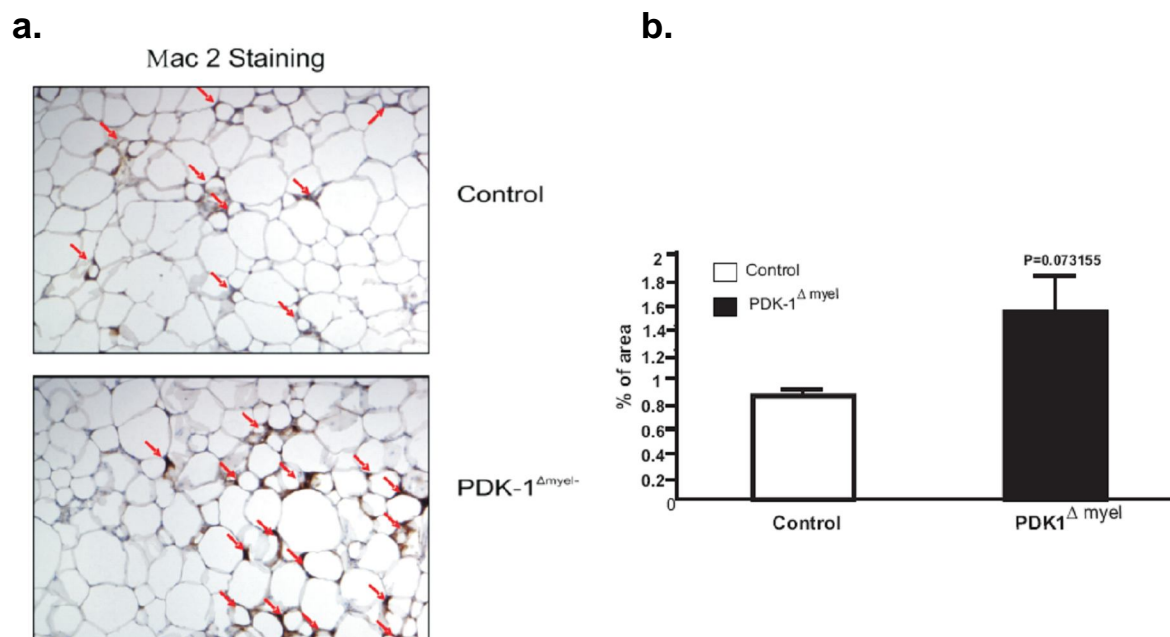 a.
Mac 2 Staining
Control
PDK-1Δmyel-
b.
% of area
2
1.8
1.6
1.4
1.2
1
0.8
0.6
0.4
0.2
0
Control
PDK-1Δ myel
P=0.073155
Control
PDK1Δ myel